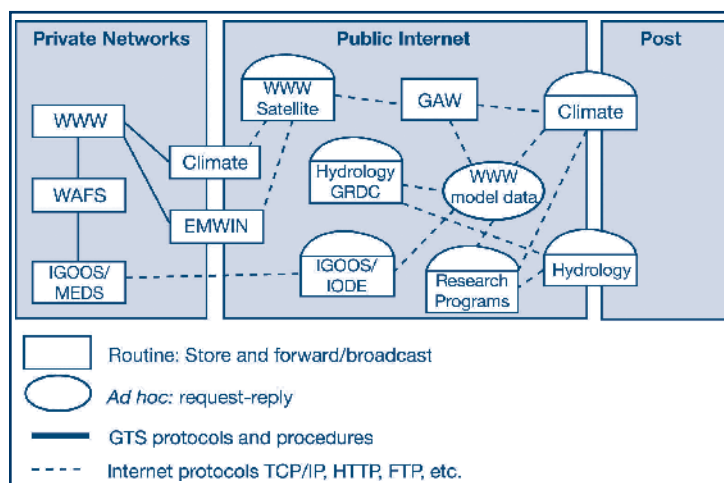 Private Networks
Public Internet
Post
WWW
Satellite
GAW
Climate
WWW
Climate
Hydrology
GRDC
WWW
model data
WAFS
EMWIN
IGOOS/
MEDS
IGOOS/
IODE
Research
Programs
Hydrology
Routine: Store and forward/broadcast
Ad hoc: request-reply
GTS protocols and procedures
Internet protocols TCP/IP, HTTP, FTP, etc.